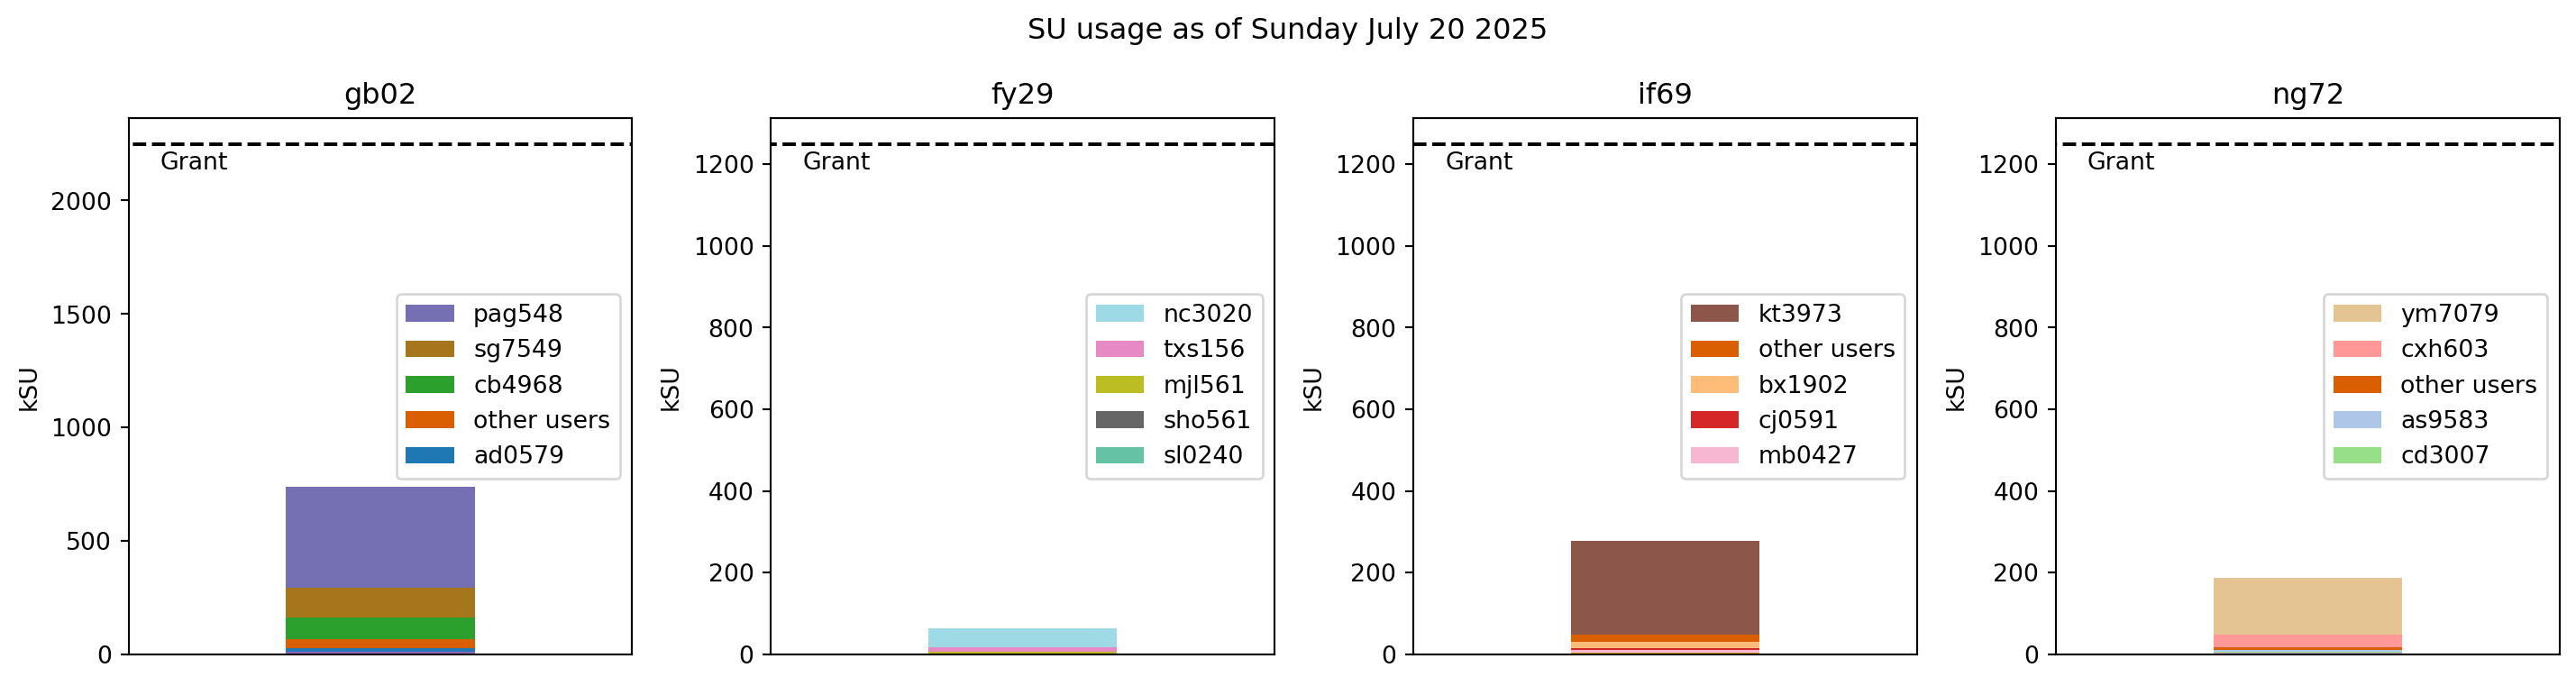 SU usage as of Sunday July 20 2025
gb02
Grant
2000
1500
1000
500
0
kSU
pag548
sg7549
cb4968
other users
ad0579
fy29
Grant
1200
1000
800
600
400
200
0
kSU
nc3020
txs156
mjl561
sho561
sl0240
if69
Grant
1200
1000
800
600
400
200
0
kSU
kt3973
other users
bx1902
cj0591
mb0427
ng72
Grant
1200
1000
800
600
400
200
0
kSU
ym7079
cxh603
other users
as9583
cd3007